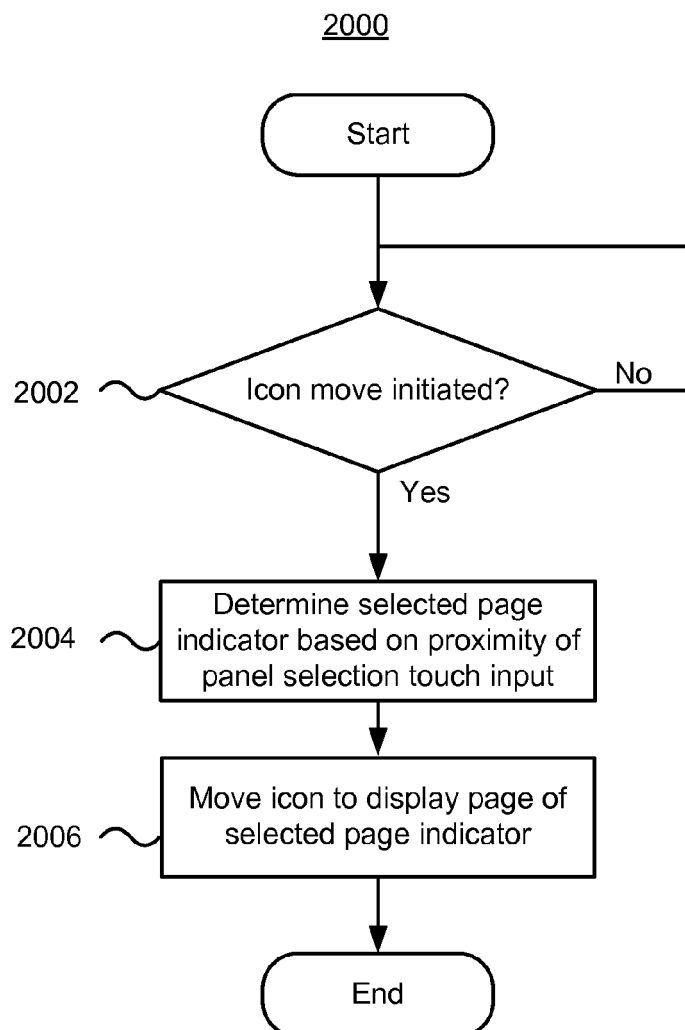 2000
Start
2002
Icon move initiated?
No
Yes
2004
Determine selected page
indicator based on proximity of
panel selection touch input
2006
Move icon to display page of
selected page indicator
End